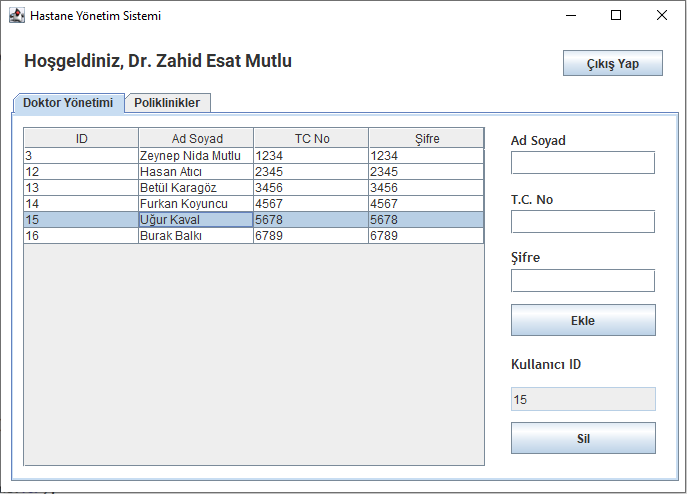 Hastane Yönetim Sistemi
Hoşgeldiniz, Dr. Zahid Esat Mutlu
Çıkış Yap
Doktor Yönetimi Poliklinikler
ID Ad Soyad TC No Şifre
3 Zeynep Nida Mutlu 1234 1234
12 Hasan Atıcı 2345 2345
13 Betül Karagöz 3456 3456
14 Furkan Koyuncu 4567 4567
15 Uğur Kaval 5678 5678
16 Burak Balkı 6789 6789
Ad Soyad
T.C. No
Şifre
Ekle
Kullanıcı ID
15
Sil